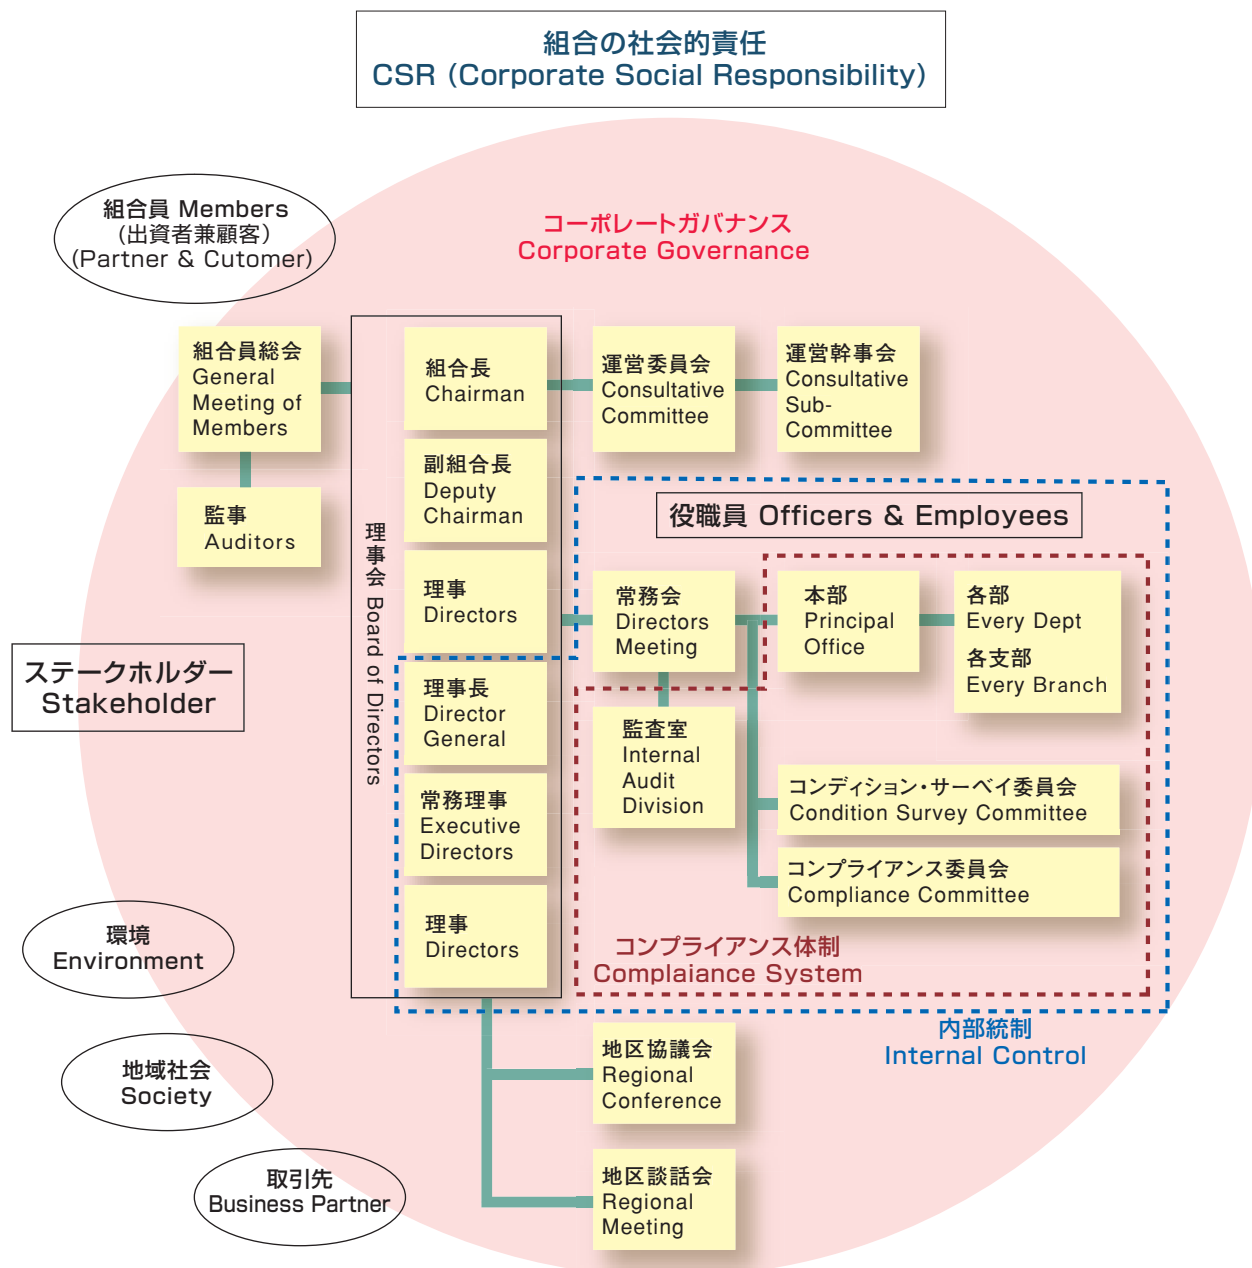 組合の社会的責任
CSR (Corporate Social Responsibility)
組合員 Members
(出資者兼顧客)
(Partner & Cutomer)
コーポレートガバナンス
Corporate Governance
組合員総会
General
Meeting of
Members
監事
Auditors
理事会 Board of Directors
組合長
Chairman
副組合長
Deputy
Chairman
理事
Directors
理事長
Director
General
常務理事
Executive
Directors
理事
Directors
運営委員会
Consultative
Committee
運営幹事会
Consultative
Sub-
Committee
役職員 Officers & Employees
常務会
Directors
Meeting
本部
Principal
Office
各部
Every Dept
各支部
Every Branch
監査室
Internal
Audit
Division
コンディション・サーベイ委員会
Condition Survey Committee
コンプライアンス委員会
Compliance Committee
コンプライアンス体制
Complaiance System
内部統制
Internal Control
ステークホルダー
Stakeholder
環境
Environment
地域社会
Society
取引先
Business Partner
地区協議会
Regional
Conference
地区談話会
Regional
Meeting